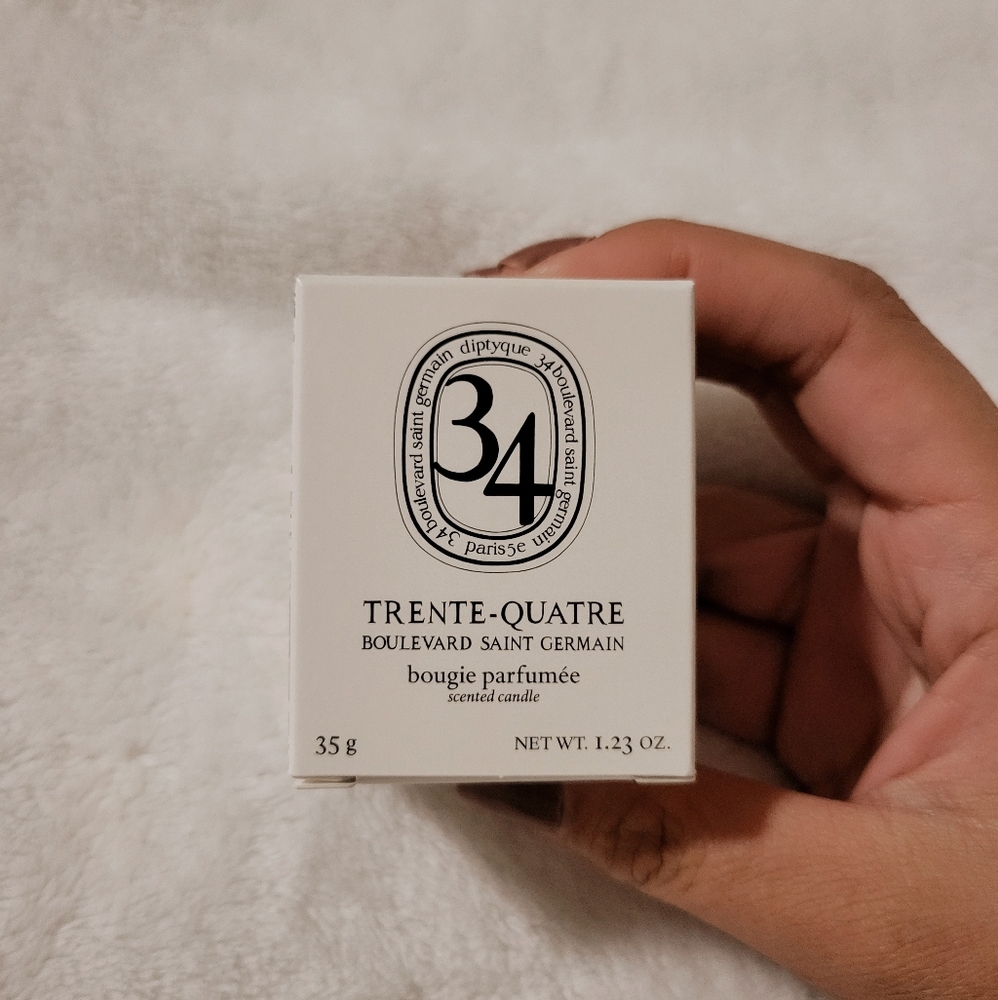 diptyque 34 boulevard saint germain paris 5e 34 boulevard saint germain
34
TRENTE-QUATRE
BOULEVARD SAINT GERMAIN
bougie parfumée
scented candle
35 g NET WT. 1.23 OZ.